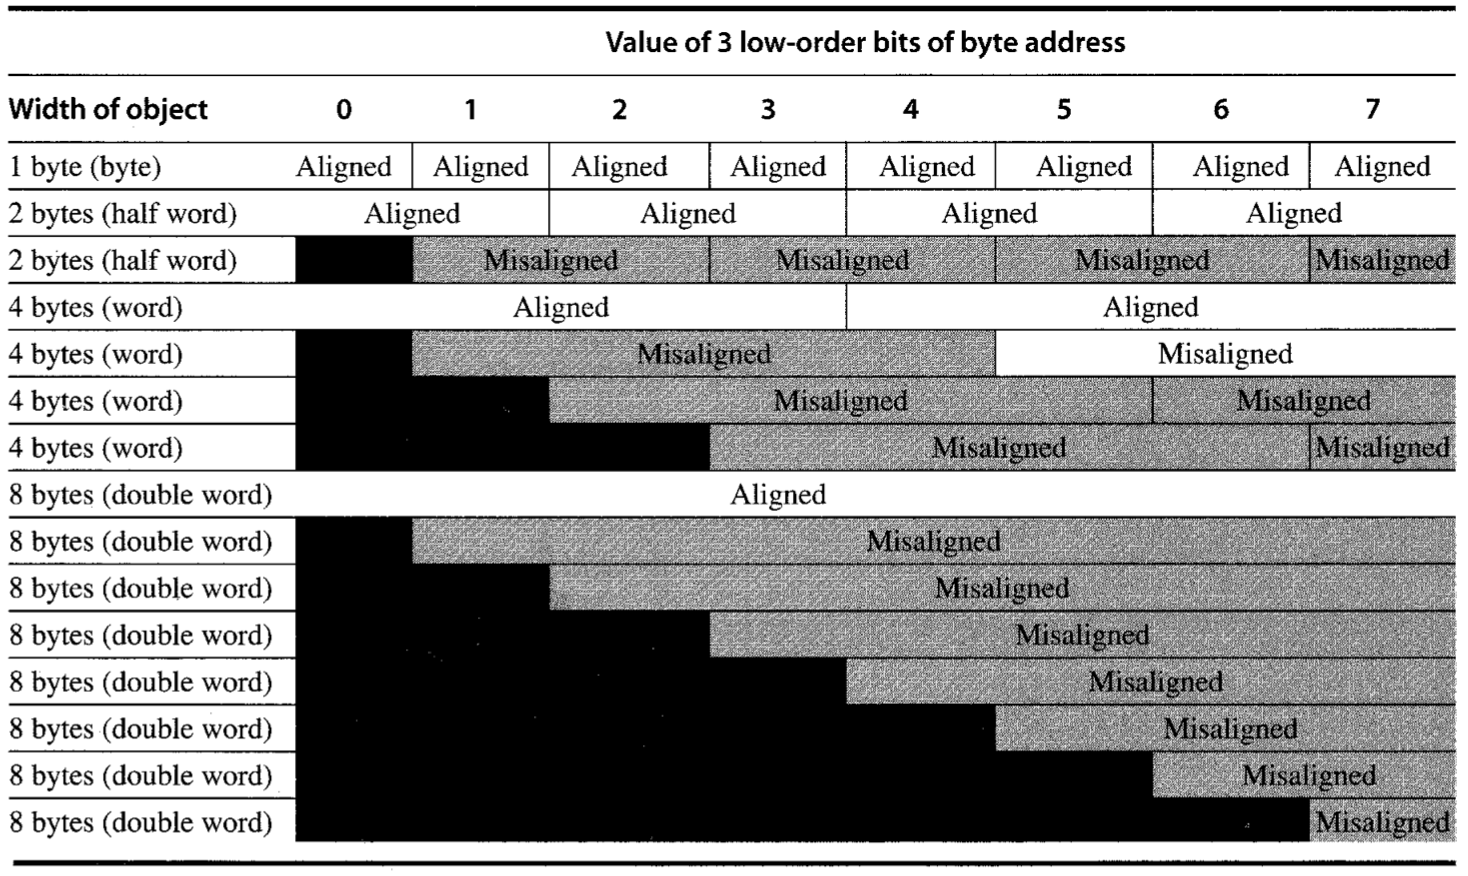 Value of 3 low-order bits of byte address
Width of object 0 1 2 3 4 5 6 7
1 byte (byte) Aligned Aligned Aligned Aligned Aligned Aligned Aligned Aligned
2 bytes (half word) Aligned Aligned Aligned Aligned
2 bytes (half word) Misaligned Misaligned Misaligned Misaligned
4 bytes (word) Aligned Aligned
4 bytes (word) Misaligned Misaligned
4 bytes (word) Misaligned Misaligned
4 bytes (word) Misaligned Misaligned
8 bytes (double word) Aligned
8 bytes (double word) Misaligned
8 bytes (double word) Misaligned
8 bytes (double word) Misaligned
8 bytes (double word) Misaligned
8 bytes (double word) Misaligned
8 bytes (double word) Misaligned
8 bytes (double word) Misaligned